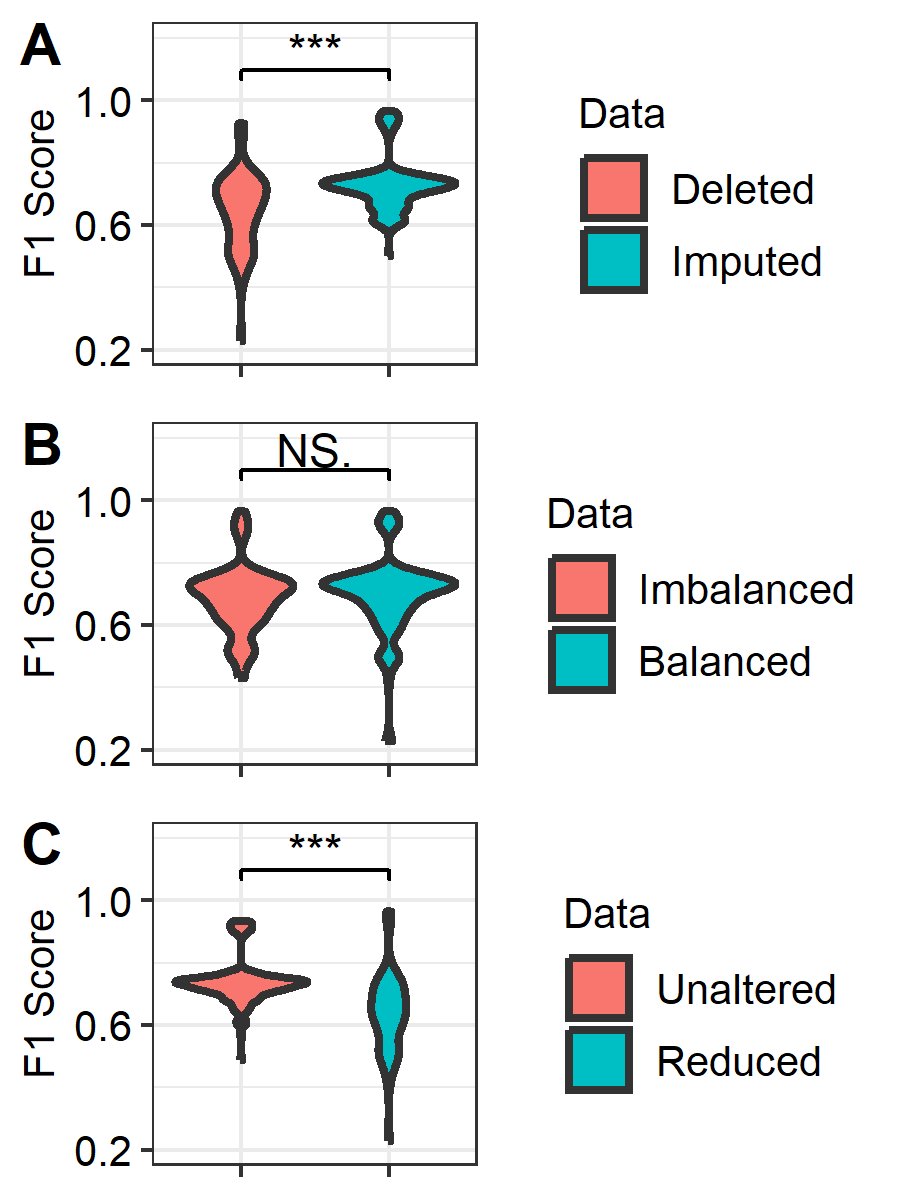 A
***
1.0
0.6
0.2
F1 Score
Data
Deleted
Imputed
B
NS.
1.0
0.6
0.2
F1 Score
Data
Imbalanced
Balanced
C
***
1.0
0.6
0.2
F1 Score
Data
Unaltered
Reduced